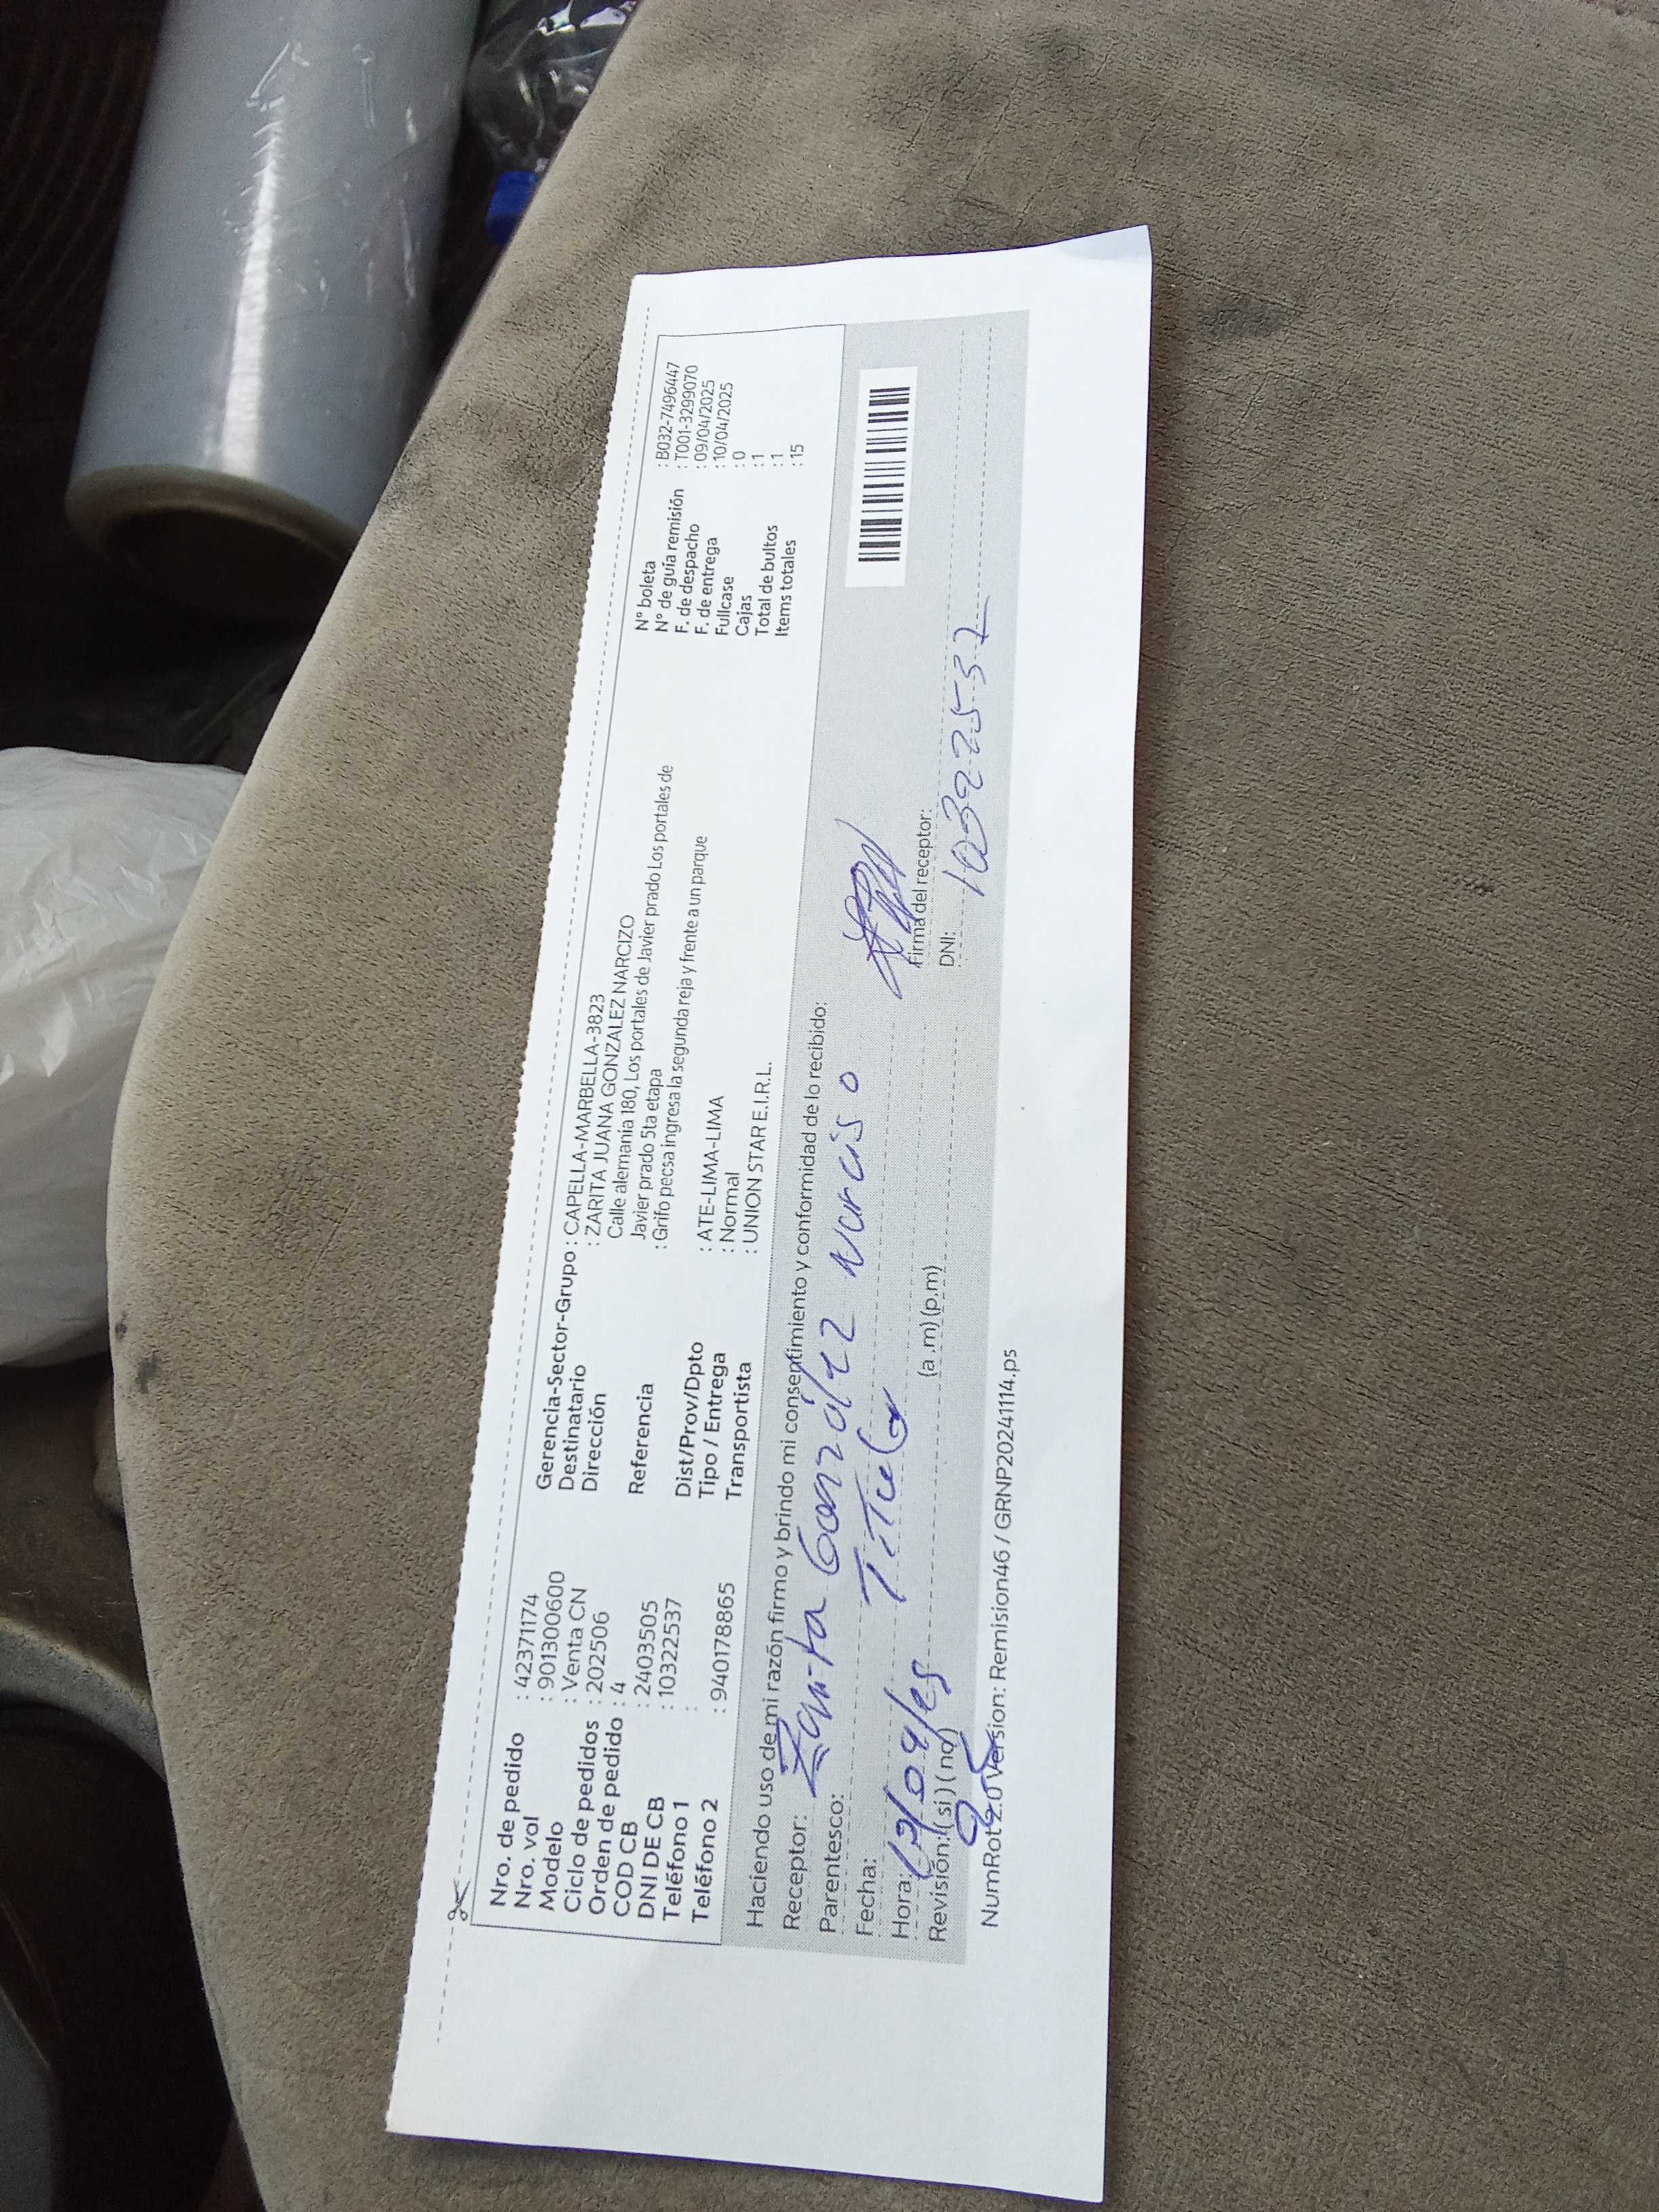 Nro. de pedido : 42371174
Nro. vol : 901300600
Modelo : Venta CN
Ciclo de pedidos : 202506
Orden de pedido : 4
COD CB : 2403505
DNI DE CB : 10322537
Teléfono 1 :
Teléfono 2 : 940178865
Gerencia-Sector-Grupo : CAPELLA-MARBELLA-3823
Destinatario : ZARITA JUANA GONZALEZ NARCIZO
Dirección Calle alemania 180, Los portales de Javier prado Los portales de
Javier prado 5ta etapa
Referencia : Grifo pecsa ingresa la segunda reja y frente a un parque
Dist/Prov/Dpto : ATE-LIMA-LIMA
Tipo / Entrega : Normal
Transportista : UNION STAR E.I.R.L.
N° boleta : B032-7496447
N° de guía remisión : T001-3299070
F. de despacho : 09/04/2025
F. de entrega : 10/04/2025
Fullcase : 0
Cajas : 1
Total de bultos : 1
Items totales : 15
Haciendo uso de mi razón firmo y brindo mi consentimiento y conformidad de lo recibido:
Receptor: Zarita Gonzólez Narciso
Parentesco: TiTular
Fecha:
Hora: (a .m) (p.m)
Revisión: ( si ) ( no )
Firma del receptor:
DNI: 10322537
NumRot 2.0 Version: Remision46 / GRNP20241114.ps